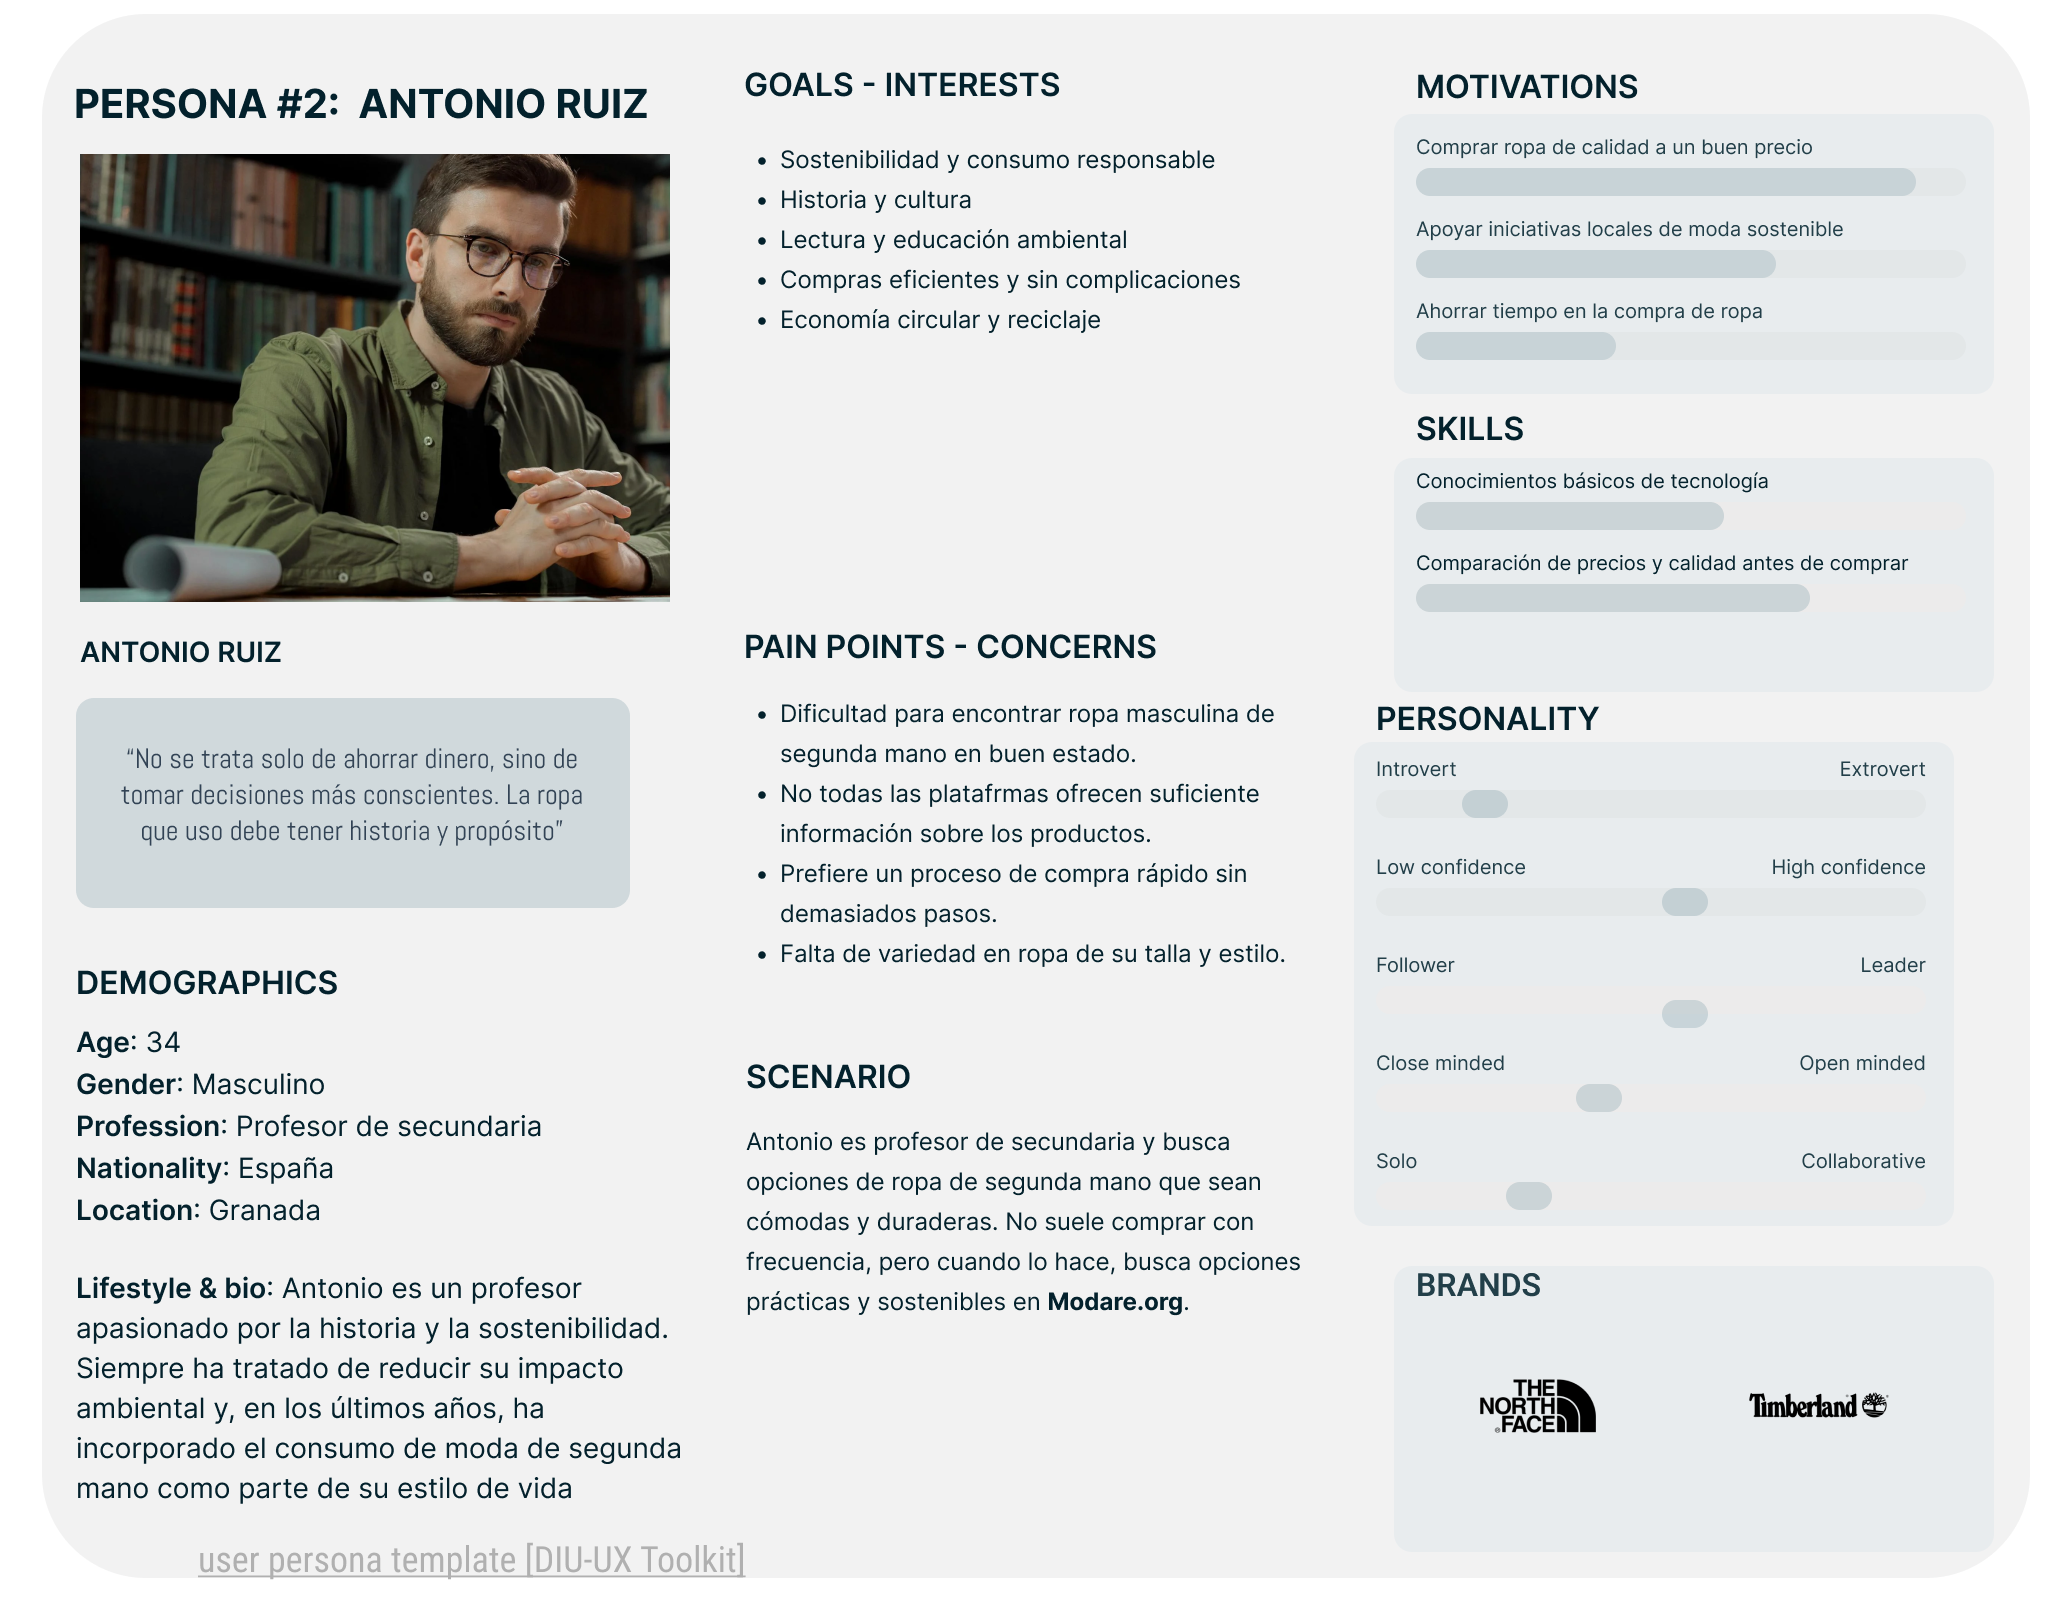 PERSONA #2:  ANTONIO RUIZ
ANTONIO RUIZ
“No se trata solo de ahorrar dinero, sino de
tomar decisiones más conscientes. La ropa
que uso debe tener historia y propósito”
DEMOGRAPHICS
Age: 34
Gender: Masculino
Profession: Profesor de secundaria
Nationality: España
Location: Granada
Lifestyle & bio: Antonio es un profesor
apasionado por la historia y la sostenibilidad.
Siempre ha tratado de reducir su impacto
ambiental y, en los últimos años, ha
incorporado el consumo de moda de segunda
mano como parte de su estilo de vida
user persona template [DIU-UX Toolkit]
GOALS - INTERESTS
• Sostenibilidad y consumo responsable
• Historia y cultura
• Lectura y educación ambiental
• Compras eficientes y sin complicaciones
• Economía circular y reciclaje
PAIN POINTS - CONCERNS
• Dificultad para encontrar ropa masculina de
segunda mano en buen estado.
• No todas las platafrmas ofrecen suficiente
información sobre los productos.
• Prefiere un proceso de compra rápido sin
demasiados pasos.
• Falta de variedad en ropa de su talla y estilo.
SCENARIO
Antonio es profesor de secundaria y busca
opciones de ropa de segunda mano que sean
cómodas y duraderas. No suele comprar con
frecuencia, pero cuando lo hace, busca opciones
prácticas y sostenibles en Modare.org.
MOTIVATIONS
Comprar ropa de calidad a un buen precio
Apoyar iniciativas locales de moda sostenible
Ahorrar tiempo en la compra de ropa
SKILLS
Conocimientos básicos de tecnología
Comparación de precios y calidad antes de comprar
PERSONALITY
Introvert Extrovert
Low confidence High confidence
Follower Leader
Close minded Open minded
Solo Collaborative
BRANDS
THE
NORTH
FACE
Timberland